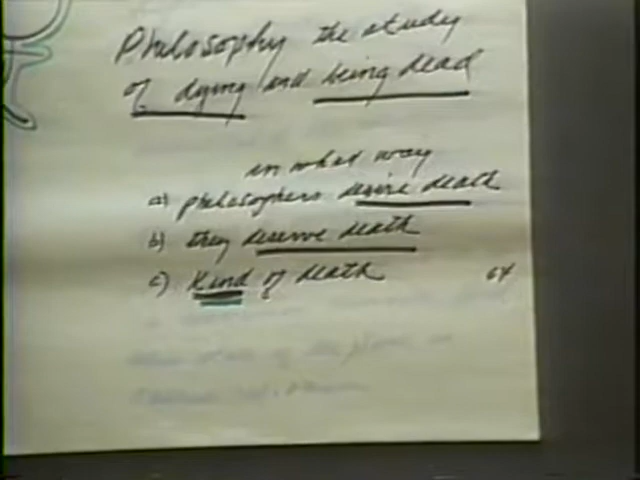 Philosophy the study
of dying and being dead
in what way
a) philosophers desire death
b) they deserve death
c) Kind of death 64